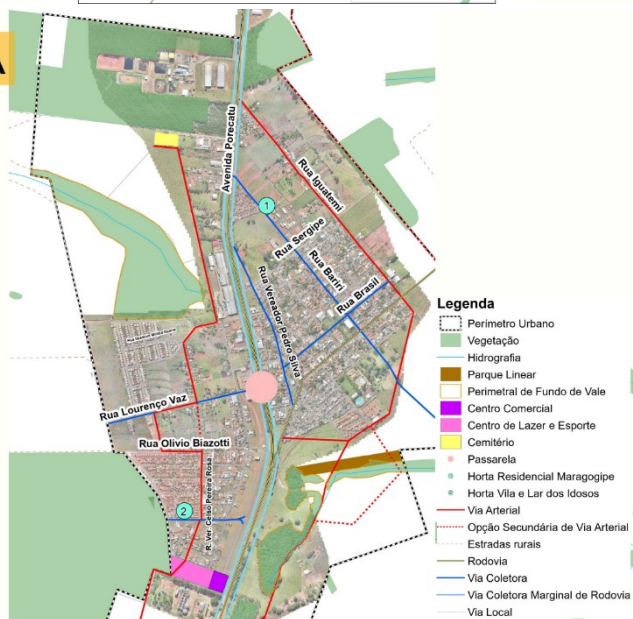 A
Avenida Porecatu
Rua Iguatemi
1
Rua Sergipe
Rua Bariri
Rua Brasil
Rua Vereador Pedro Silva
Rua Lourenço Vaz
Rua Olivio Biazotti
R. Ver. Celso Pereira Rosa
2
Legenda
Perímetro Urbano
Vegetação
Hidrografia
Parque Linear
Perimetral de Fundo de Vale
Centro Comercial
Centro de Lazer e Esporte
Cemitério
Passarela
Horta Residencial Maragogipe
Horta Vila e Lar dos Idosos
Via Arterial
Opção Secundária de Via Arterial
Estradas rurais
Rodovia
Via Coletora
Via Coletora Marginal de Rodovia
Via Local